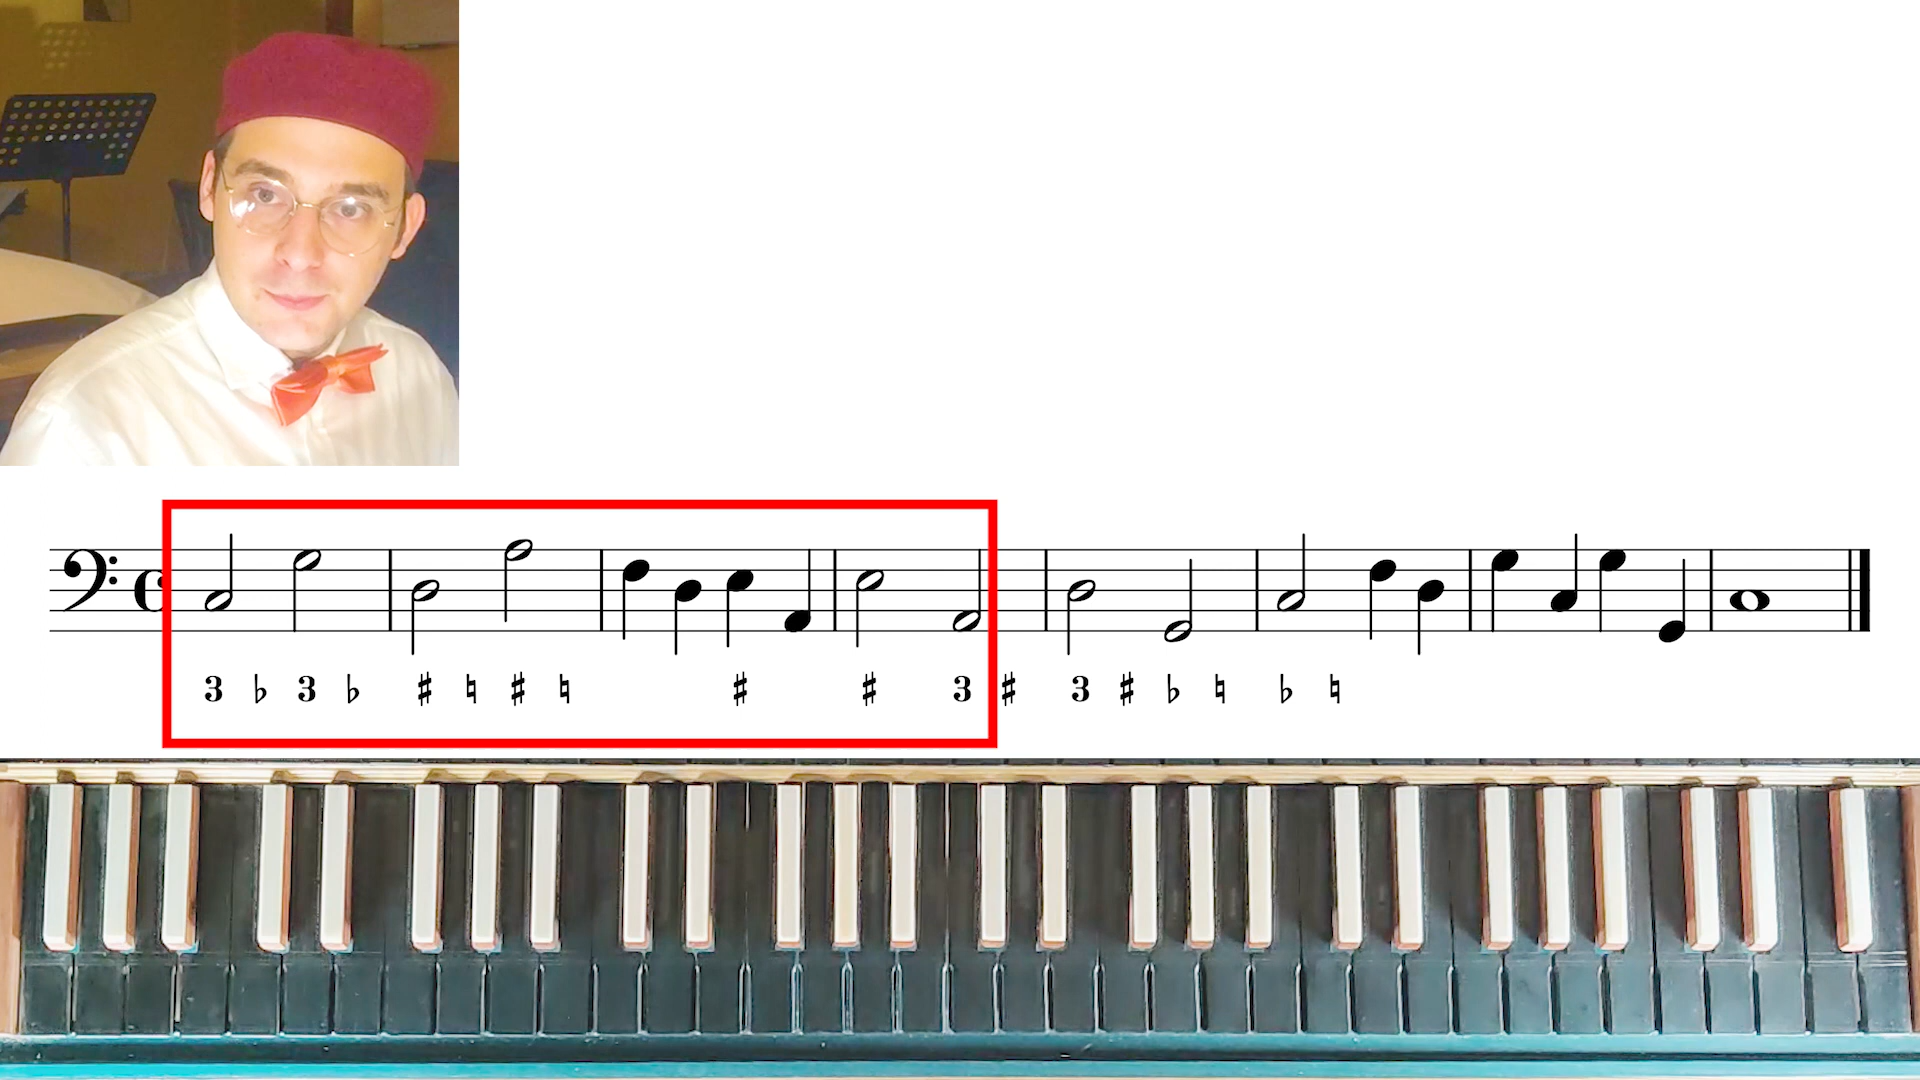 3 ♭ 3 ♭ ♯ ♮ ♯ ♮ ♯ ♯ 3 ♯ 3 ♯ ♭ ♮ ♭ ♮